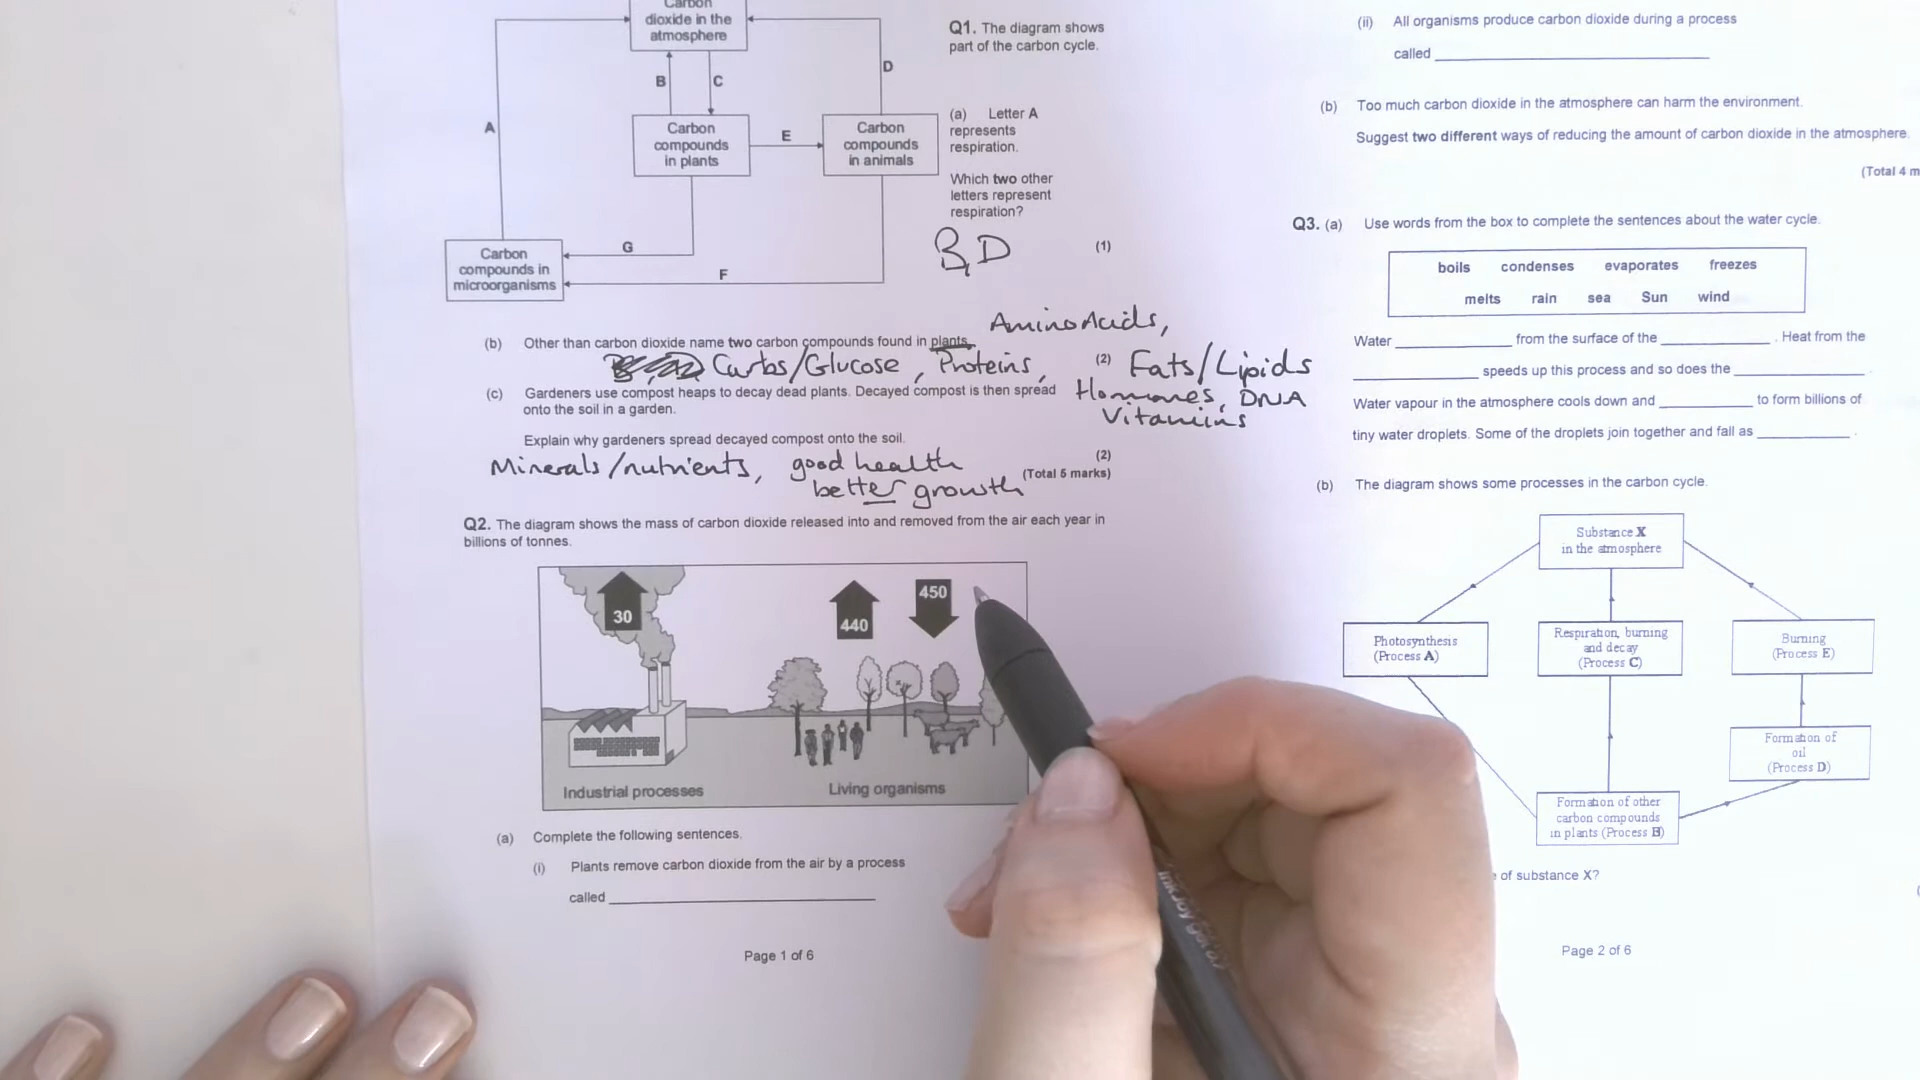 Carbon
dioxide in the
atmosphere
A
B
C
D
Carbon
compounds
in plants
E
Carbon
compounds
in animals
G
F
Carbon
compounds in
microorganisms
Q1. The diagram shows
part of the carbon cycle.
(a) Letter A
represents
respiration.
Which two other
letters represent
respiration?
B, D
(1)
(b) Other than carbon dioxide name two carbon compounds found in plants.
Amino Acids,
Carbs/Glucose, Proteins,
(2)
Fats/Lipids
Hormones, DNA
Vitamins
(c) Gardeners use compost heaps to decay dead plants. Decayed compost is then spread
onto the soil in a garden.
Explain why gardeners spread decayed compost onto the soil.
Minerals/nutrients, good health
better growth
(2)
(Total 5 marks)
Q2. The diagram shows the mass of carbon dioxide released into and removed from the air each year in
billions of tonnes.
30
440
450
Industrial processes
Living organisms
(a) Complete the following sentences.
(i) Plants remove carbon dioxide from the air by a process
called
Page 1 of 6
(ii) All organisms produce carbon dioxide during a process
called
(b) Too much carbon dioxide in the atmosphere can harm the environment.
Suggest two different ways of reducing the amount of carbon dioxide in the atmosphere.
(Total 4 m
Q3. (a) Use words from the box to complete the sentences about the water cycle.
boils condenses evaporates freezes
melts rain sea Sun wind
Water from the surface of the . Heat from the
speeds up this process and so does the .
Water vapour in the atmosphere cools down and to form billions of
tiny water droplets. Some of the droplets join together and fall as .
(b) The diagram shows some processes in the carbon cycle.
Substance X
in the atmosphere
Photosynthesis
(Process A)
Respiration, burning
and decay
(Process C)
Burning
(Process E)
Formation of
oil
(Process D)
Formation of other
carbon compounds
in plants (Process B)
of substance X?
Page 2 of 6